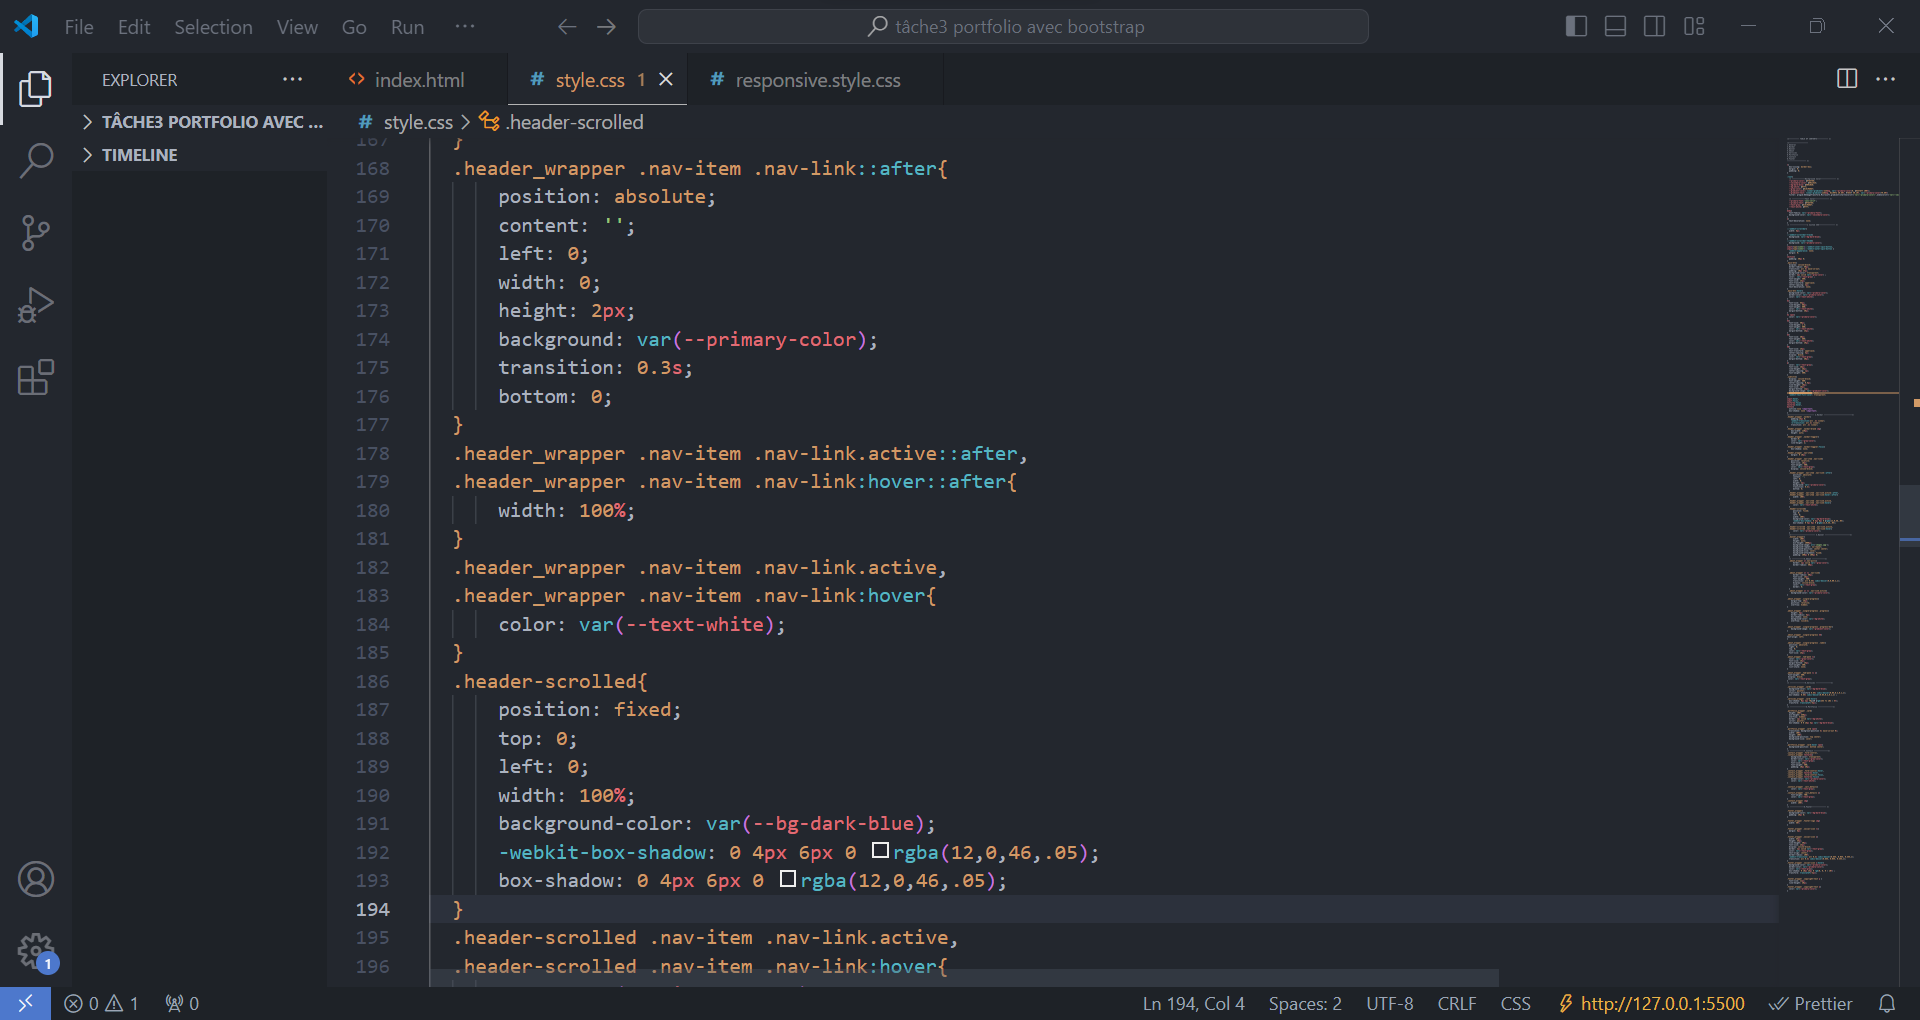 File Edit Selection View Go Run ···
tâche3 portfolio avec bootstrap
EXPLORER ···
TÂCHE3 PORTFOLIO AVEC ...
TIMELINE
index.html
# style.css 1
# responsive.style.css
# style.css > .header-scrolled
167 }
168 .header_wrapper .nav-item .nav-link::after{
169 position: absolute;
170 content: '';
171 left: 0;
172 width: 0;
173 height: 2px;
174 background: var(--primary-color);
175 transition: 0.3s;
176 bottom: 0;
177 }
178 .header_wrapper .nav-item .nav-link.active::after,
179 .header_wrapper .nav-item .nav-link:hover::after{
180 width: 100%;
181 }
182 .header_wrapper .nav-item .nav-link.active,
183 .header_wrapper .nav-item .nav-link:hover{
184 color: var(--text-white);
185 }
186 .header-scrolled{
187 position: fixed;
188 top: 0;
189 left: 0;
190 width: 100%;
191 background-color: var(--bg-dark-blue);
192 -webkit-box-shadow: 0 4px 6px 0 rgba(12,0,46,.05);
193 box-shadow: 0 4px 6px 0 rgba(12,0,46,.05);
194 }
195 .header-scrolled .nav-item .nav-link.active,
196 .header-scrolled .nav-item .nav-link:hover{
1
0 1 0
Ln 194, Col 4 Spaces: 2 UTF-8 CRLF CSS http://127.0.0.1:5500 Prettier